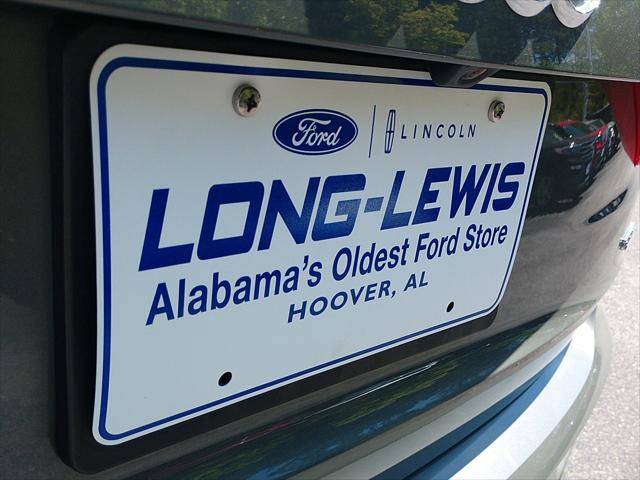 Ford LINCOLN
LONG-LEWIS
Alabama's Oldest Ford Store
HOOVER, AL